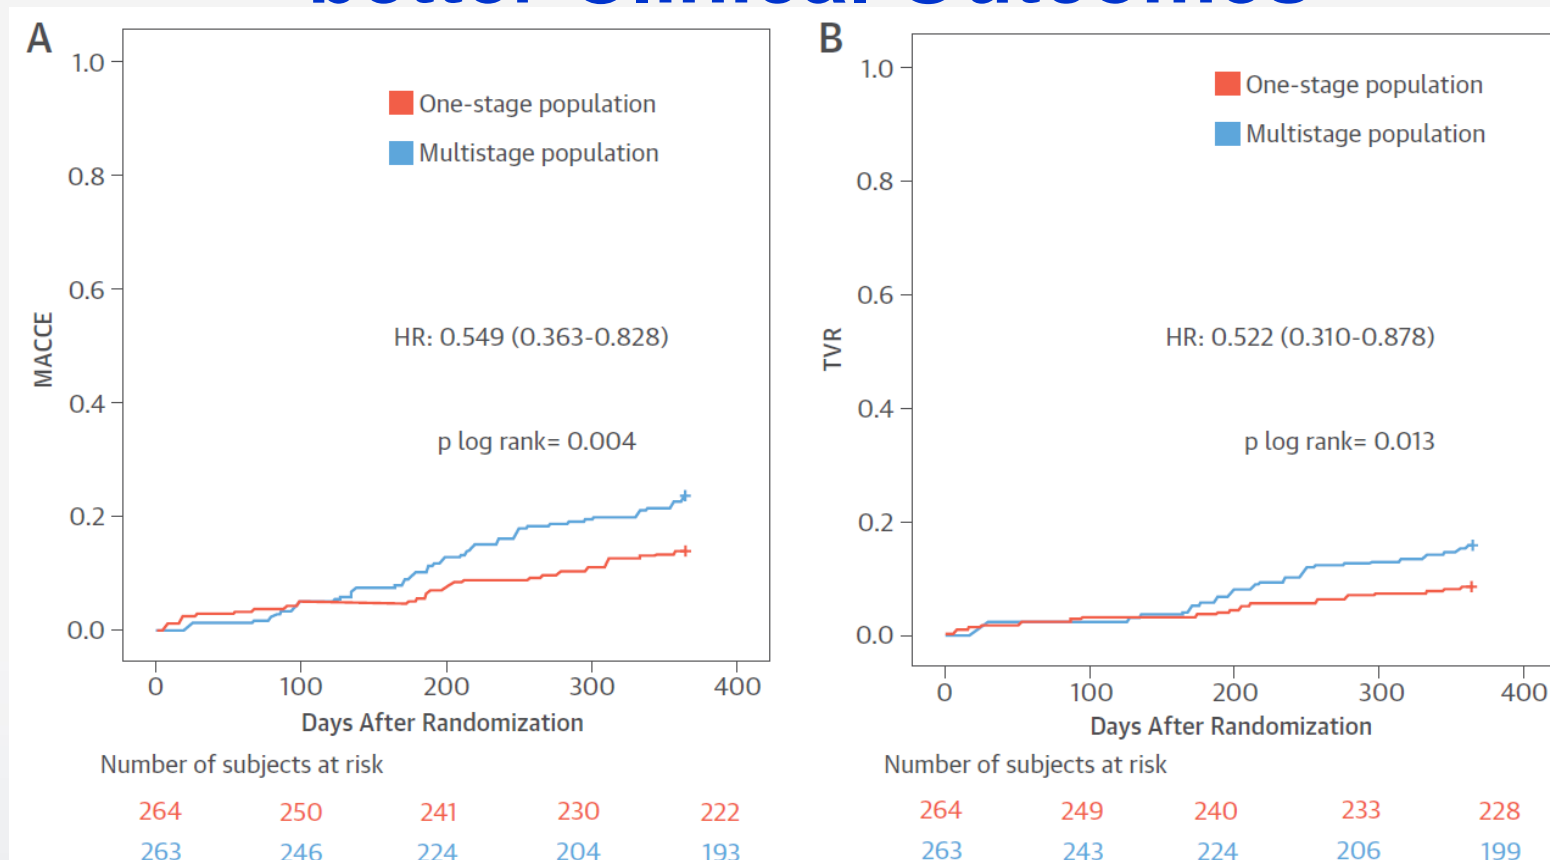 A
1.0
0.8
0.6
0.4
0.2
0.0
MACCE
One-stage population
Multistage population
HR: 0.549 (0.363-0.828)
p log rank= 0.004
0 100 200 300 400
Days After Randomization
Number of subjects at risk
264 250 241 230 222
263 246 224 204 193
B
1.0
0.8
0.6
0.4
0.2
0.0
TVR
One-stage population
Multistage population
HR: 0.522 (0.310-0.878)
p log rank= 0.013
0 100 200 300 400
Days After Randomization
Number of subjects at risk
264 249 240 233 228
263 243 224 206 199